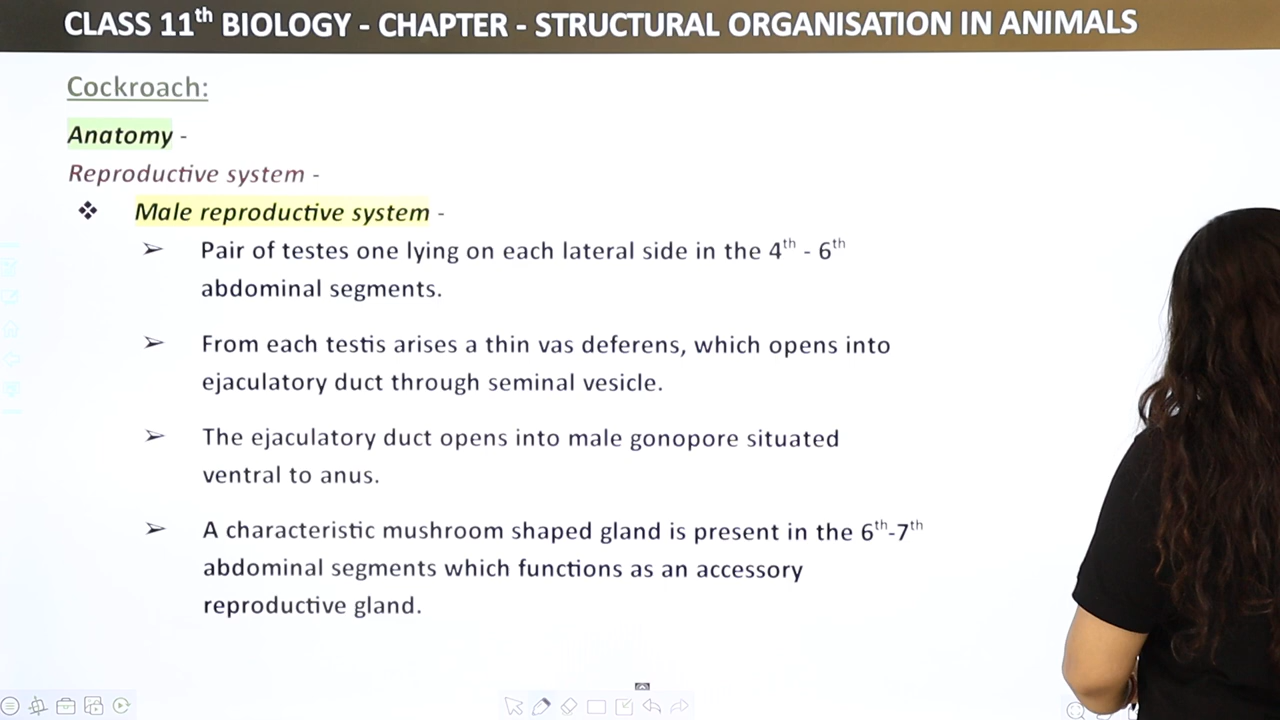 CLASS 11th BIOLOGY - CHAPTER - STRUCTURAL ORGANISATION IN ANIMALS
Cockroach:
Anatomy -
Reproductive system -
❖ Male reproductive system -
➢ Pair of testes one lying on each lateral side in the 4th - 6th
abdominal segments.
➢ From each testis arises a thin vas deferens, which opens into
ejaculatory duct through seminal vesicle.
➢ The ejaculatory duct opens into male gonopore situated
ventral to anus.
➢ A characteristic mushroom shaped gland is present in the 6th-7th
abdominal segments which functions as an accessory
reproductive gland.